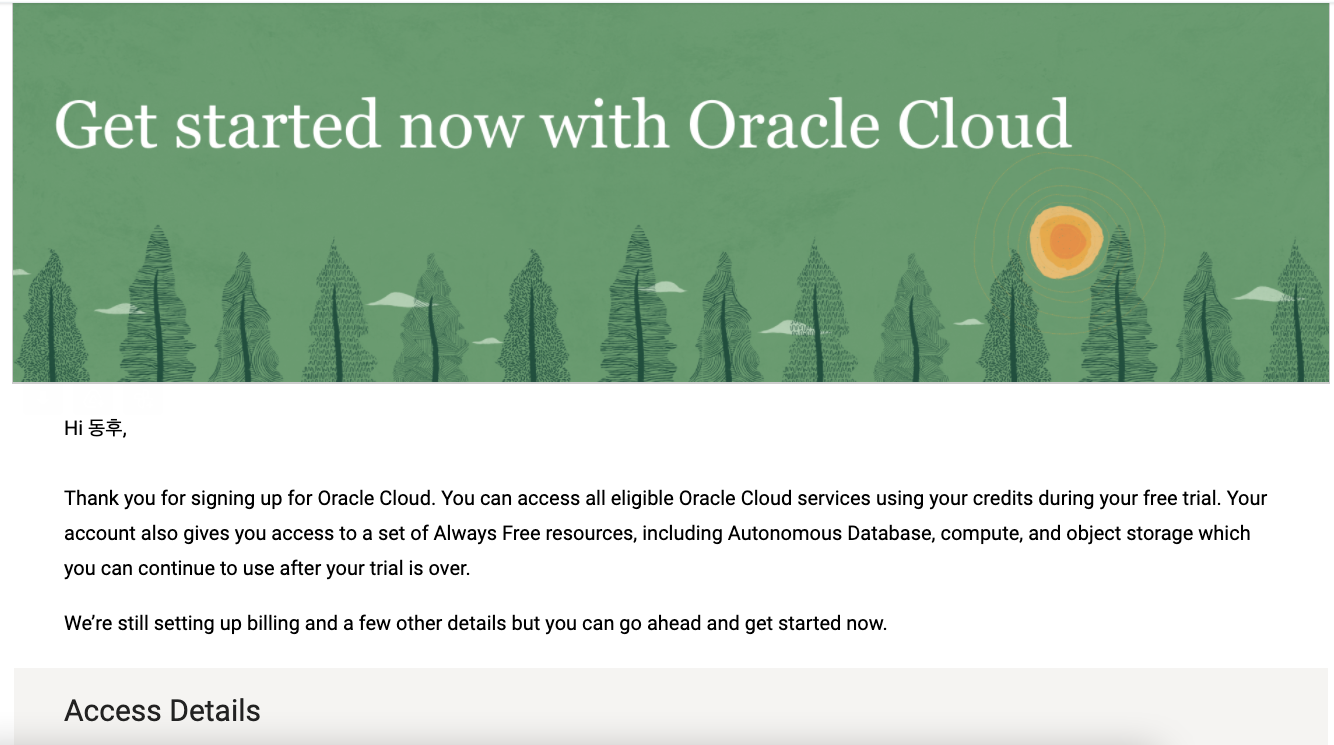 Get started now with Oracle Cloud
Hi 동후,
Thank you for signing up for Oracle Cloud. You can access all eligible Oracle Cloud services using your credits during your free trial. Your
account also gives you access to a set of Always Free resources, including Autonomous Database, compute, and object storage which
you can continue to use after your trial is over.
We’re still setting up billing and a few other details but you can go ahead and get started now.
Access Details